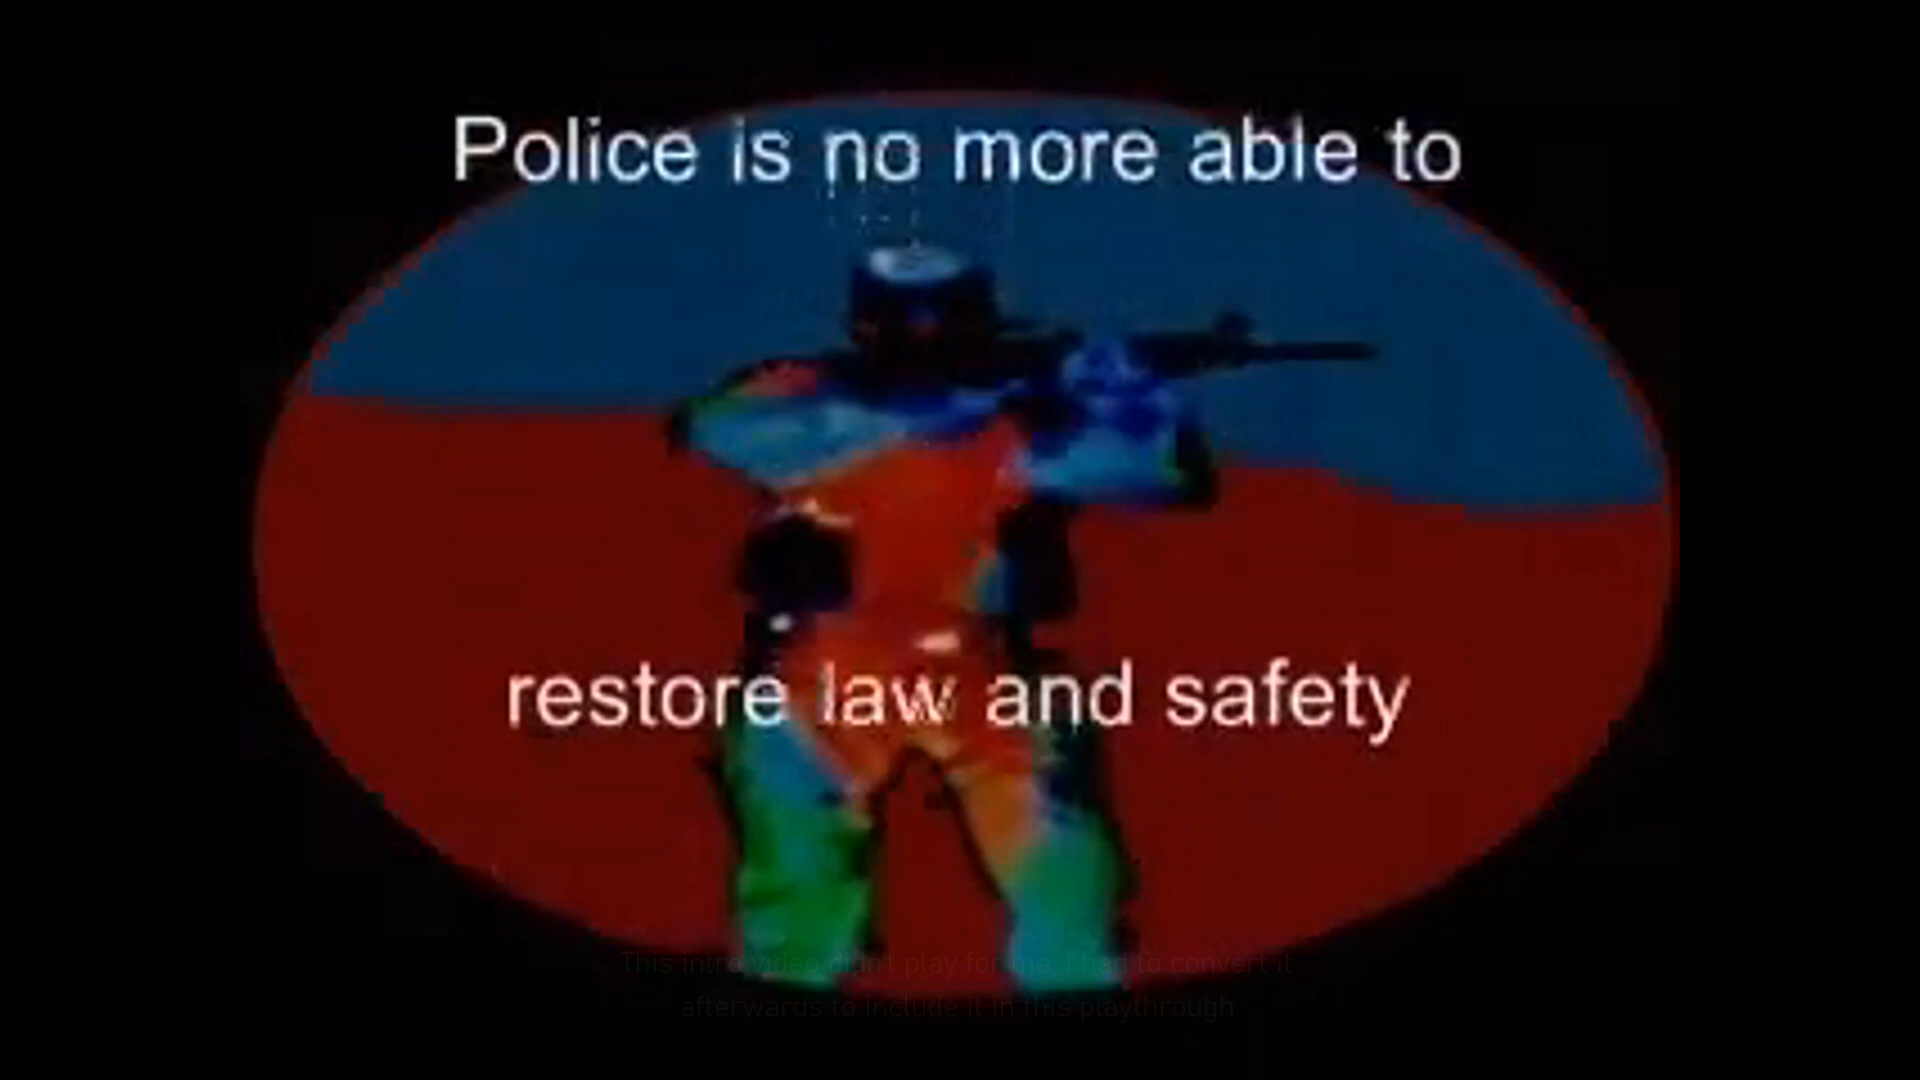 Police is no more able to
restore law and safety
This intro video didn't play for me, I had to convert it
afterwards to include it in this playthrough.